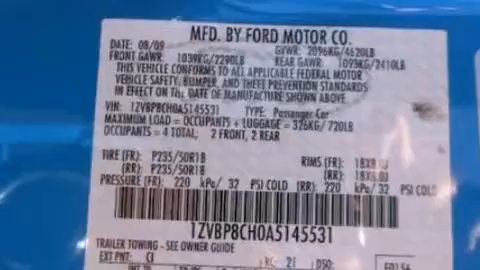 MFD. BY FORD MOTOR CO.
DATE: 08/09 GVWR: 2096KG/4620LB
FRONT GAWR: 1039KG/2290LB REAR GAWR: 1093KG/2410LB
THIS VEHICLE CONFORMS TO ALL APPLICABLE FEDERAL MOTOR
VEHICLE SAFETY, BUMPER, AND THEFT PREVENTION STANDARDS
IN EFFECT ON THE DATE OF MANUFACTURE SHOWN ABOVE.
VIN: 1ZVBP8CH0A5145531 TYPE: Passenger Car
MAXIMUM LOAD = OCCUPANTS + LUGGAGE = 326KG/ 720LB
OCCUPANTS = 4 TOTAL; 2 FRONT, 2 REAR
TIRE (FR): P235/50R18 RIMS (FR): 18X8.0J
(RR): P235/50R18 (RR): 18X8.0J
PRESSURE (FR): 220 kPa/ 32 PSI COLD (RR): 220 kPa/ 32 PSI COLD
1ZVBP8CH0A5145531
TRAILER TOWING - SEE OWNER GUIDE
EXT PNT: CI RC: 21 DSO: